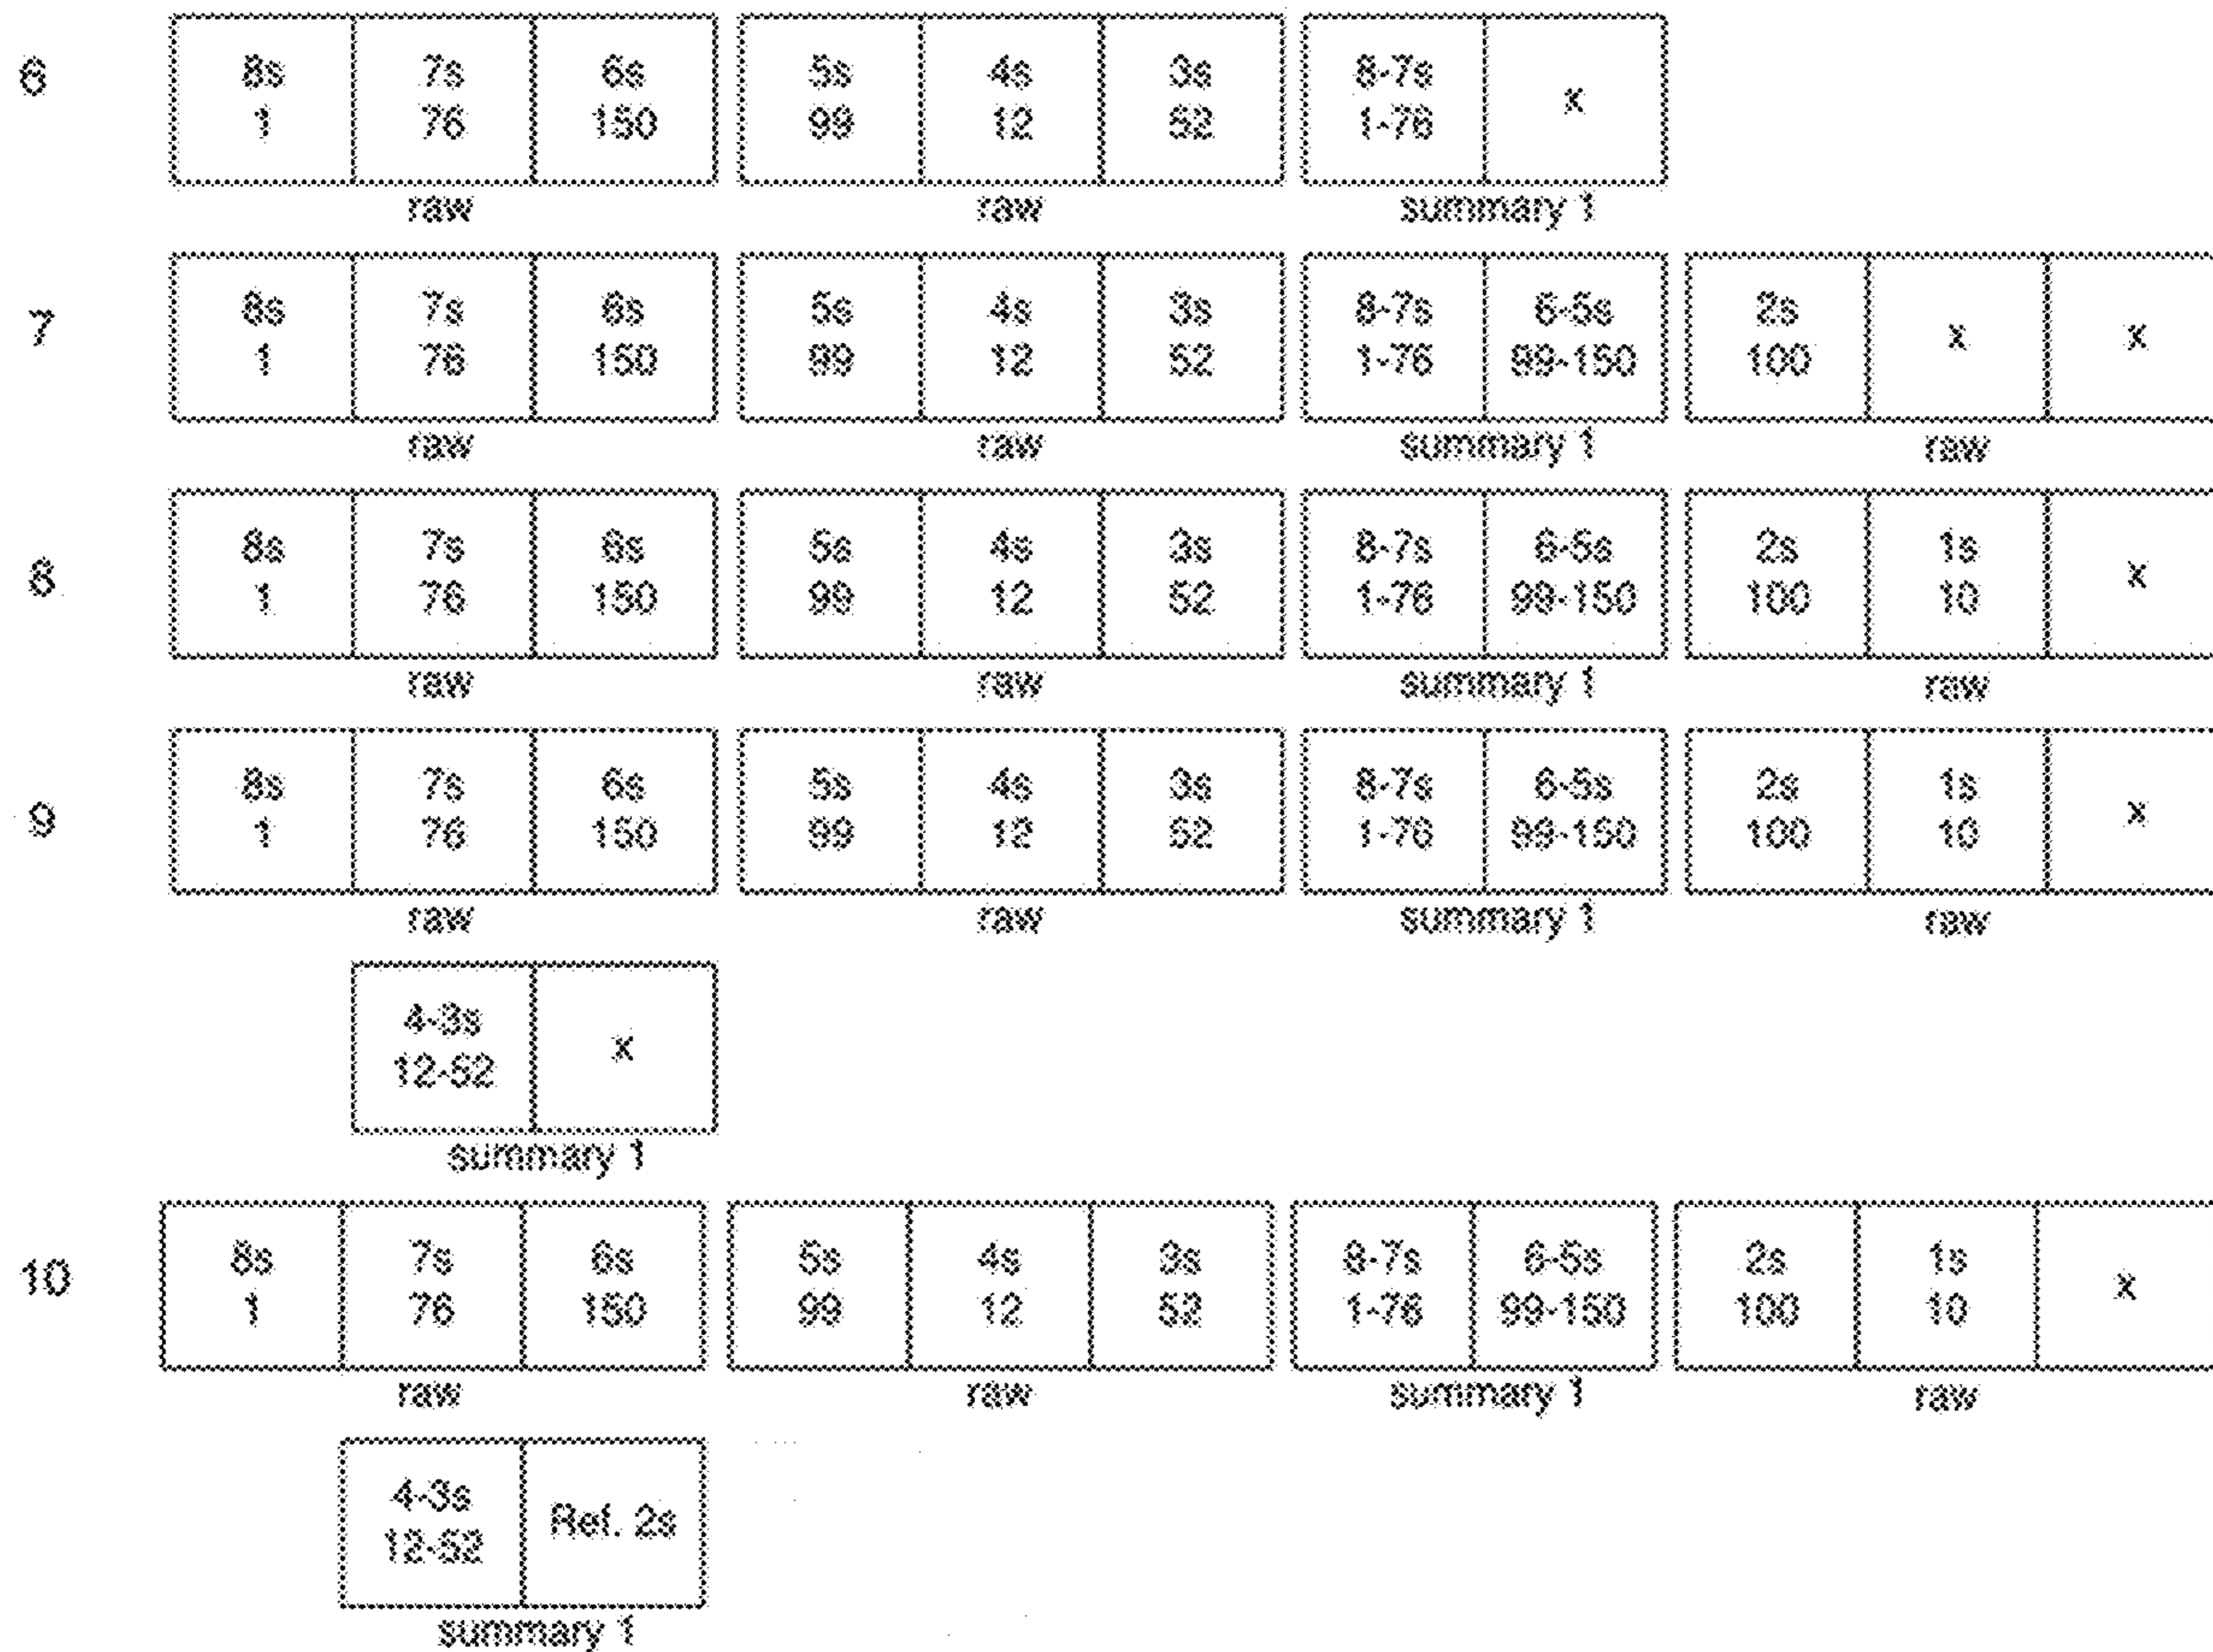 6
8s 7s 6s 5s 4s 3s 8-7s x
1 76 150 99 12 52 1-76
raw raw summary 1
7
8s 7s 6s 5s 4s 3s 8-7s 6-5s 2s x x
1 76 150 99 12 52 1-76 99-150 100
raw raw summary 1 raw
8
8s 7s 6s 5s 4s 3s 8-7s 6-5s 2s 1s x
1 76 150 99 12 52 1-76 99-150 100 10
raw raw summary 1 raw
9
8s 7s 6s 5s 4s 3s 8-7s 6-5s 2s 1s x
1 76 150 99 12 52 1-76 99-150 100 10
raw raw summary 1 raw
4-3s x
12-52
summary 1
10
8s 7s 6s 5s 4s 3s 8-7s 6-5s 2s 1s x
1 76 150 99 12 52 1-76 99-150 100 10
raw raw summary 1 raw
4-3s Ref. 2s
12-52
summary 1